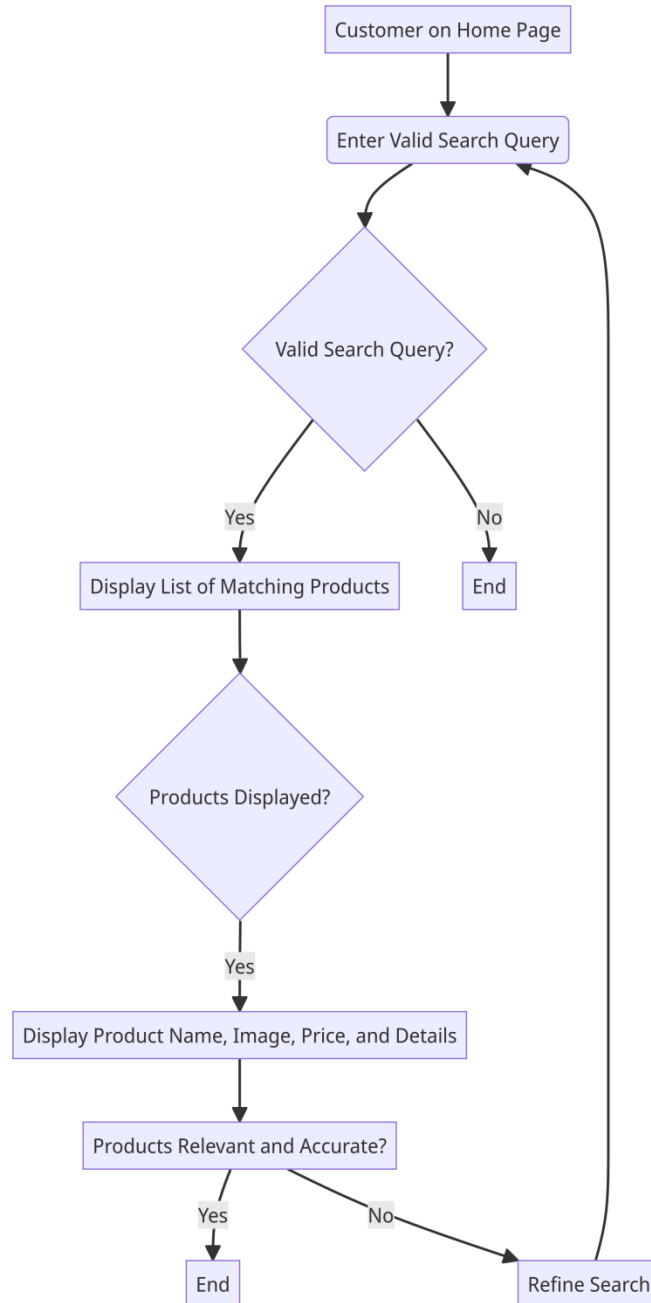 Customer on Home Page
Enter Valid Search Query
Valid Search Query?
Yes
No
Display List of Matching Products
End
Products Displayed?
Yes
Display Product Name, Image, Price, and Details
Products Relevant and Accurate?
Yes
No
End
Refine Search